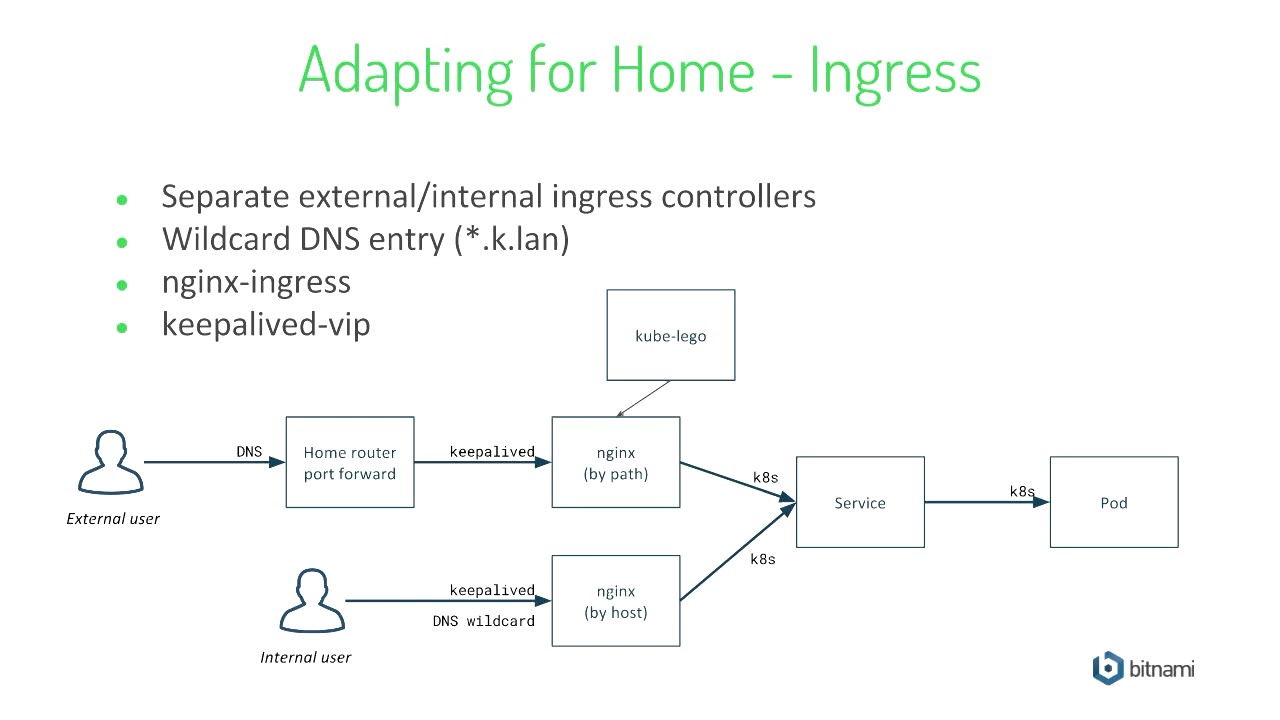 Adapting for Home - Ingress
Separate external/internal ingress controllers
Wildcard DNS entry (*.k.lan)
nginx-ingress
keepalived-vip
kube-lego
DNS
Home router
port forward
keepalived
nginx
(by path)
k8s
Service
k8s
Pod
External user
keepalived
DNS wildcard
nginx
(by host)
k8s
Internal user
bitnami